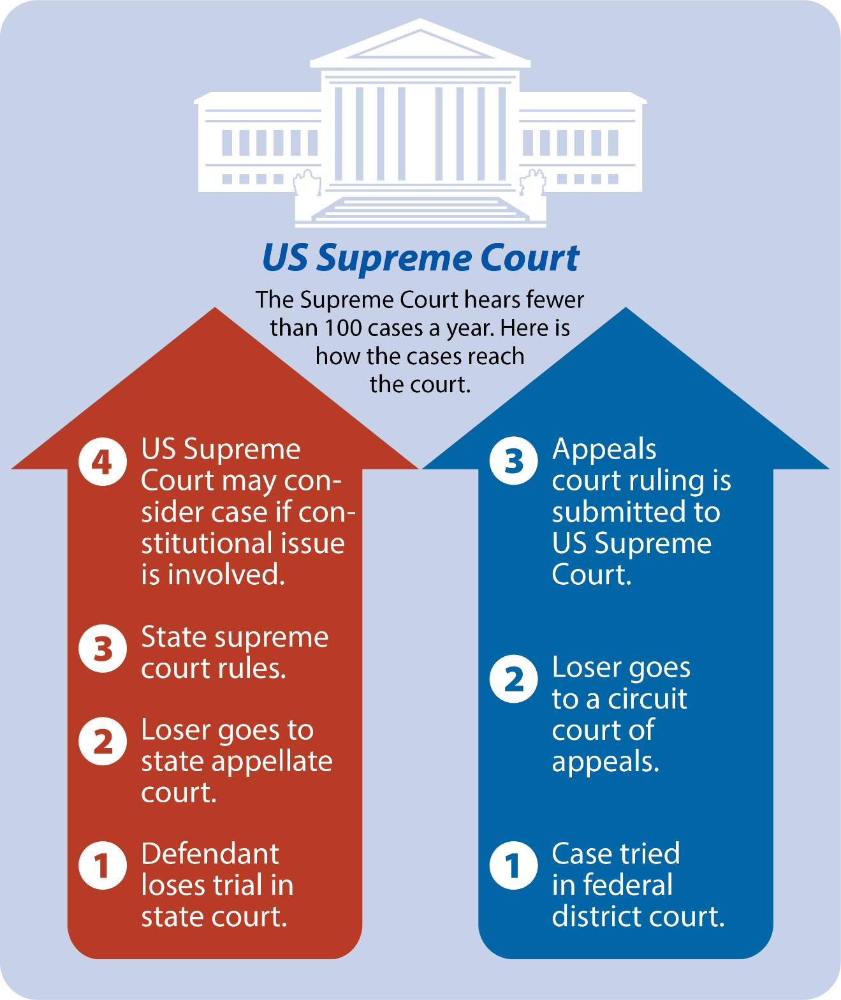 US Supreme Court
The Supreme Court hears fewer
than 100 cases a year. Here is
how the cases reach
the court.
4 US Supreme
Court may con-
sider case if con-
stitutional issue
is involved.
3 State supreme
court rules.
2 Loser goes to
state appellate
court.
1 Defendant
loses trial in
state court.
3 Appeals
court ruling is
submitted to
US Supreme
Court.
2 Loser goes
to a circuit
court of
appeals.
1 Case tried
in federal
district court.